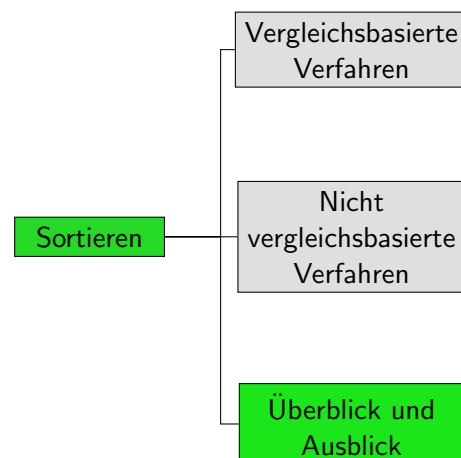 Vergleichsbasierte
Verfahren
Sortieren
Nicht
vergleichsbasierte
Verfahren
Überblick und
Ausblick